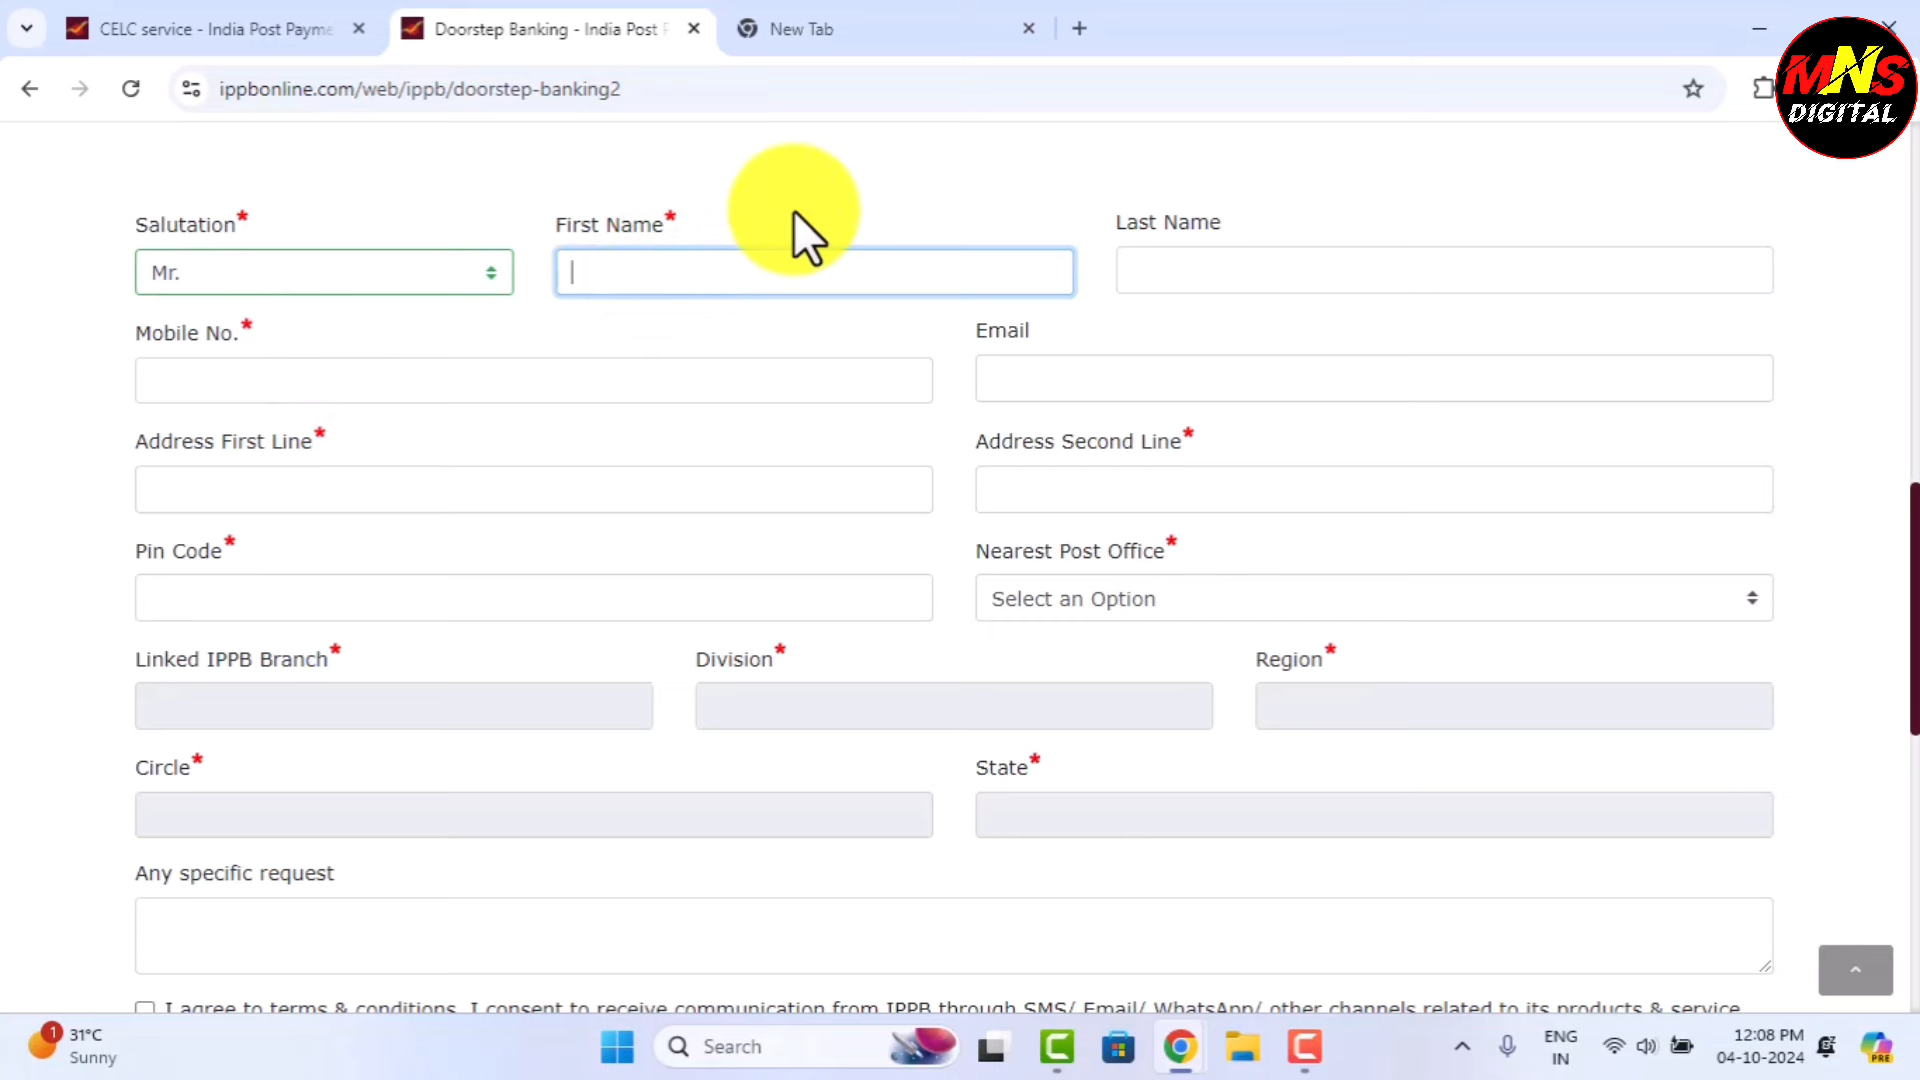 CELC service - India Post Payme
Doorstep Banking - India Post P
New Tab
ippbonline.com/web/ippb/doorstep-banking2
MNS
DIGITAL
Salutation*
First Name*
Last Name
Mr.
Mobile No.*
Email
Address First Line*
Address Second Line*
Pin Code*
Nearest Post Office*
Select an Option
Linked IPPB Branch*
Division*
Region*
Circle*
State*
Any specific request
I agree to terms & conditions. I consent to receive communication from IPPB through SMS/ Email/ WhatsApp/ other channels related to its products & service
1
31°C
Sunny
Search
PRE
ENG
IN
12:08 PM
04-10-2024